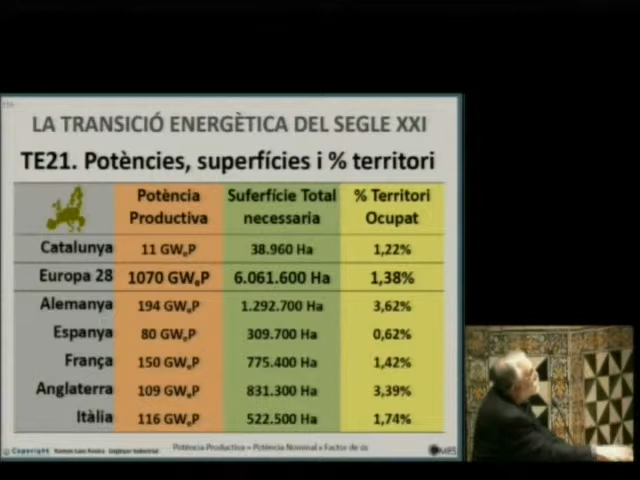 LA TRANSICIÓ ENERGÈTICA DEL SEGLE XXI
TE21. Potències, superfícies i % territori
Potència Productiva Suferfície Total necessaria % Territori Ocupat
Catalunya 11 GWₑP 38.960 Ha 1,22%
Europa 28 1070 GWₑP 6.061.600 Ha 1,38%
Alemanya 194 GWₑP 1.292.700 Ha 3,62%
Espanya 80 GWₑP 309.700 Ha 0,62%
França 150 GWₑP 775.400 Ha 1,42%
Anglaterra 109 GWₑP 831.300 Ha 3,39%
Itàlia 116 GWₑP 522.500 Ha 1,74%
© Copyright Potència Productiva = Potència Nominal x Factor de ús